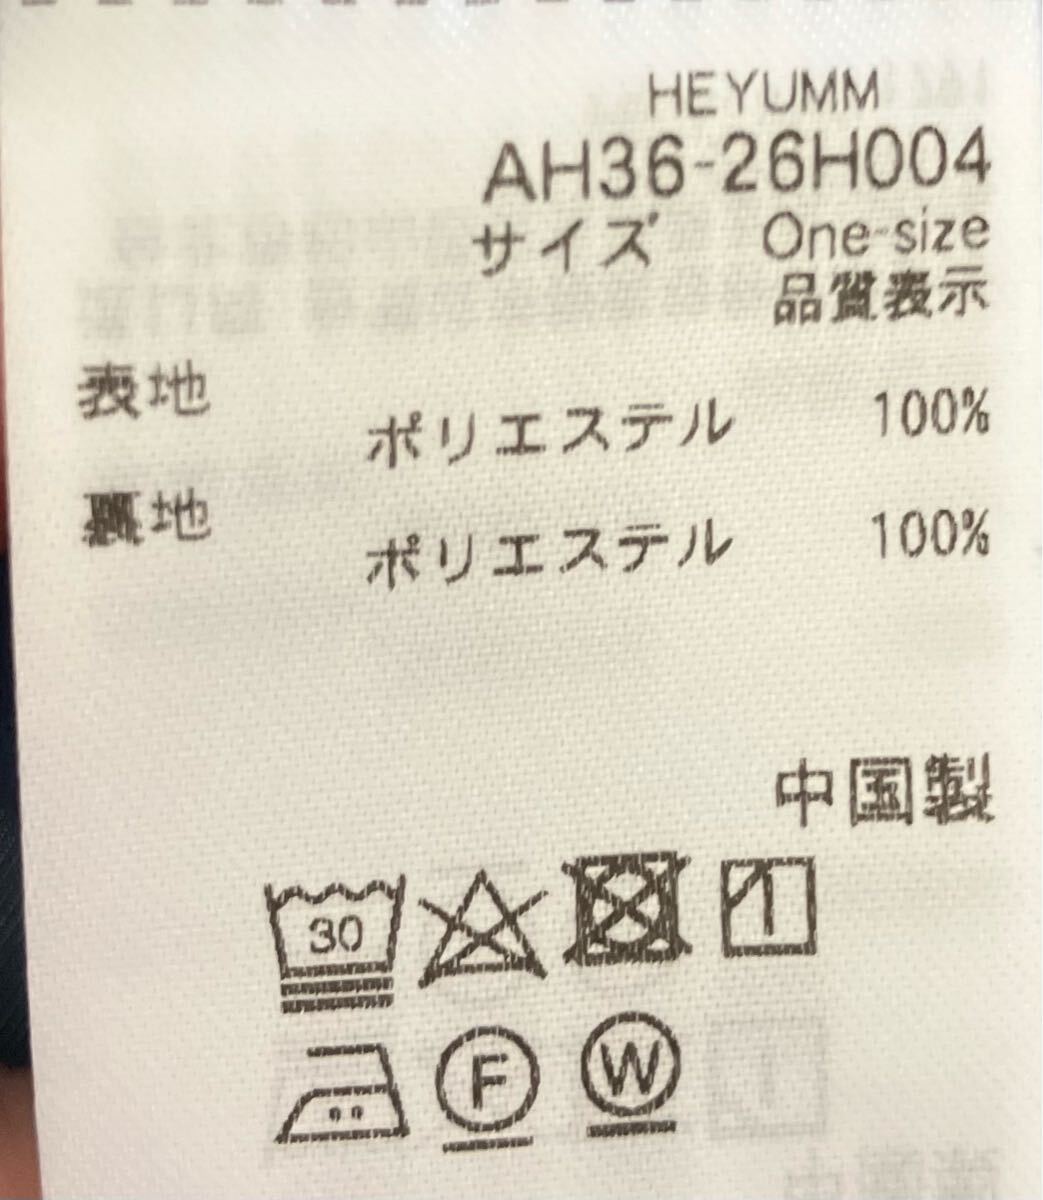 HEYUMM
AH36-26H004
サイズ One-size
品質表示
表地
ポリエステル 100%
裏地
ポリエステル 100%
中国製
30
F W